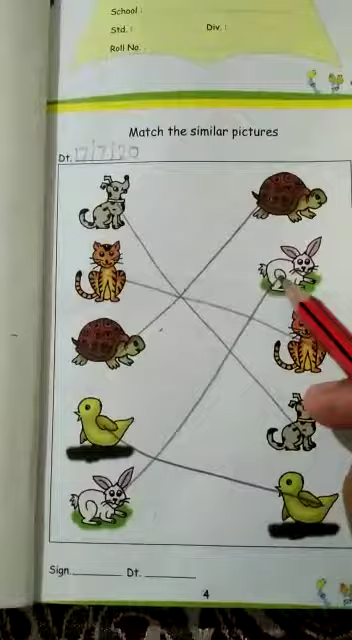 School :
Std. :
Div. :
Roll No. :
Match the similar pictures
Dt. 17/7/20
Sign
Dt.
4